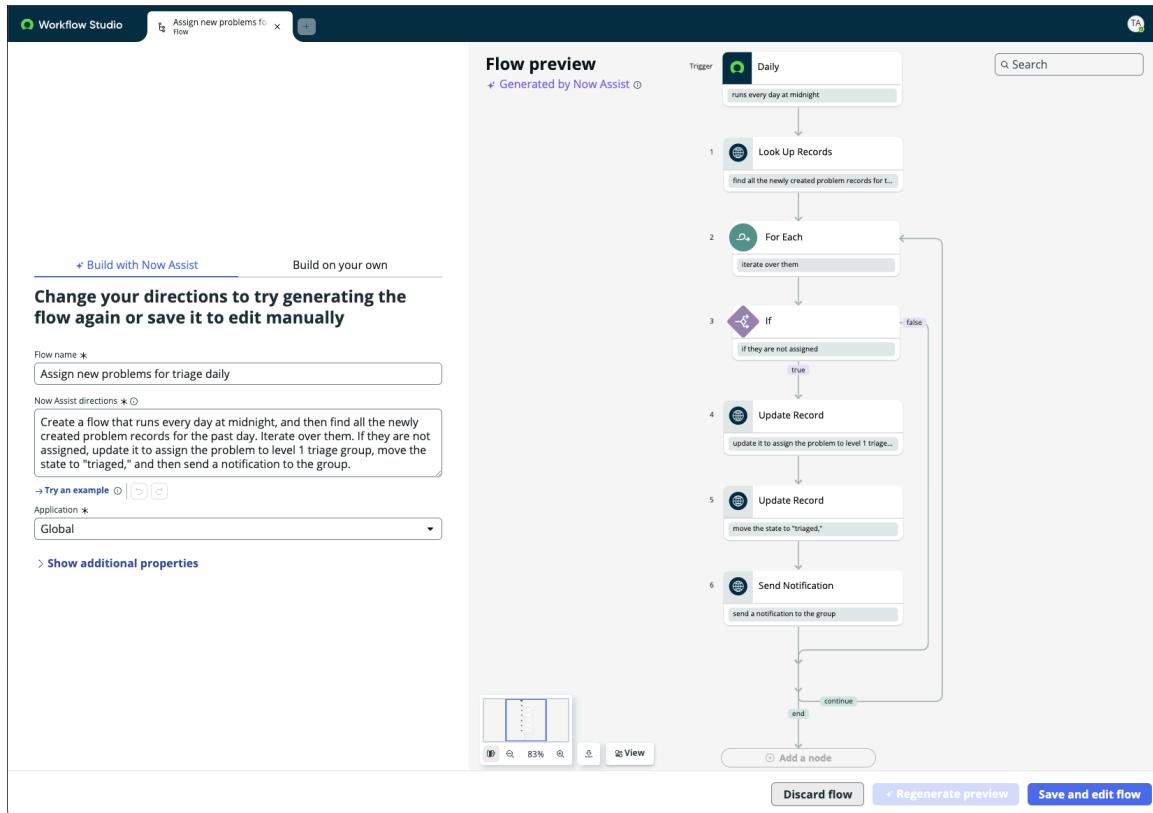 Workflow Studio
Assign new problems fo
Flow
TA
Build with Now Assist
Build on your own
Change your directions to try generating the
flow again or save it to edit manually
Flow name *
Assign new problems for triage daily
Now Assist directions *
Create a flow that runs every day at midnight, and then find all the newly
created problem records for the past day. Iterate over them. If they are not
assigned, update it to assign the problem to level 1 triage group, move the
state to "triaged," and then send a notification to the group.
Try an example
Application *
Global
Show additional properties
Flow preview
Generated by Now Assist
Search
Trigger
Daily
runs every day at midnight
1
Look Up Records
find all the newly created problem records for t...
2
For Each
iterate over them
3
If
false
if they are not assigned
true
4
Update Record
update it to assign the problem to level 1 triage...
5
Update Record
move the state to "triaged,"
6
Send Notification
send a notification to the group
continue
end
Add a node
83%
View
Discard flow
Regenerate preview
Save and edit flow